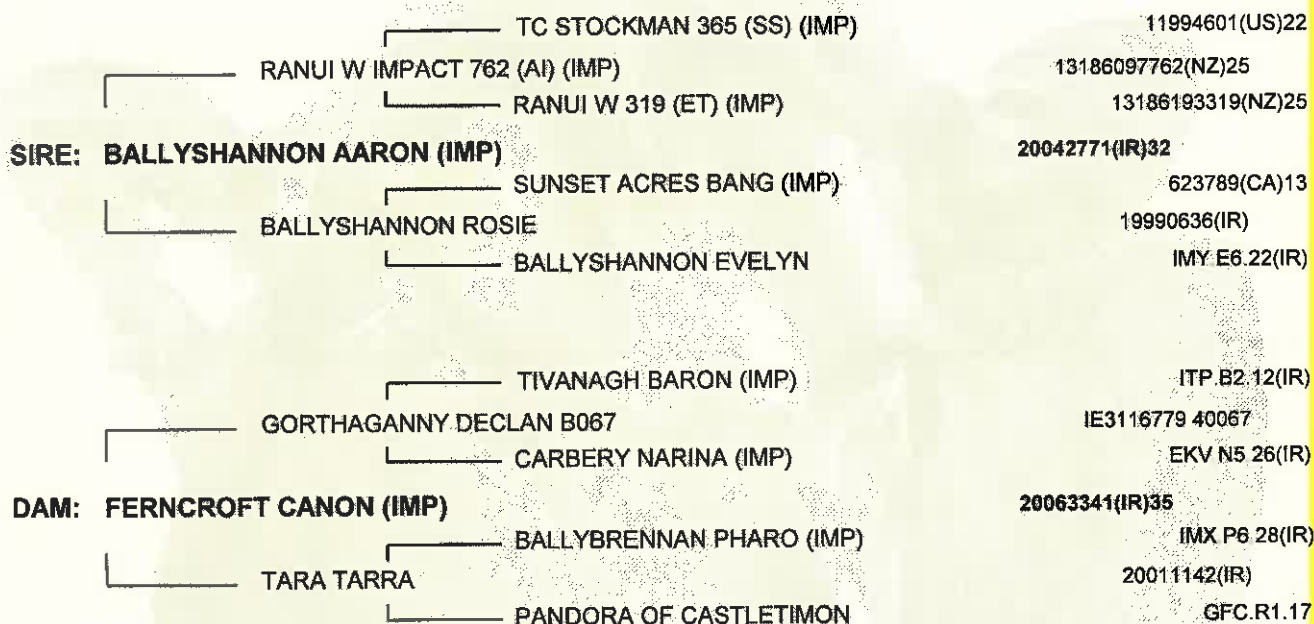 TC STOCKMAN 365 (SS) (IMP) 11994601(US)22
RANUI W IMPACT 762 (AI) (IMP) 13186097762(NZ)25
RANUI W 319 (ET) (IMP) 13186193319(NZ)25
SIRE: BALLYSHANNON AARON (IMP) 20042771(IR)32
SUNSET ACRES BANG (IMP) 623789(CA)13
BALLYSHANNON ROSIE 19990636(IR)
BALLYSHANNON EVELYN IMY E6.22(IR)
TIVANAGH BARON (IMP) ITP.B2.12(IR)
GORTHAGANNY DECLAN B067 IE3116779 40067
CARBERY NARINA (IMP) EKV N5 26(IR)
DAM: FERNCROFT CANON (IMP) 20063341(IR)35
BALLYBRENNAN PHARO (IMP) IMX P6 28(IR)
TARA TARRA 20011142(IR)
PANDORA OF CASTLETIMON GFC.R1.17